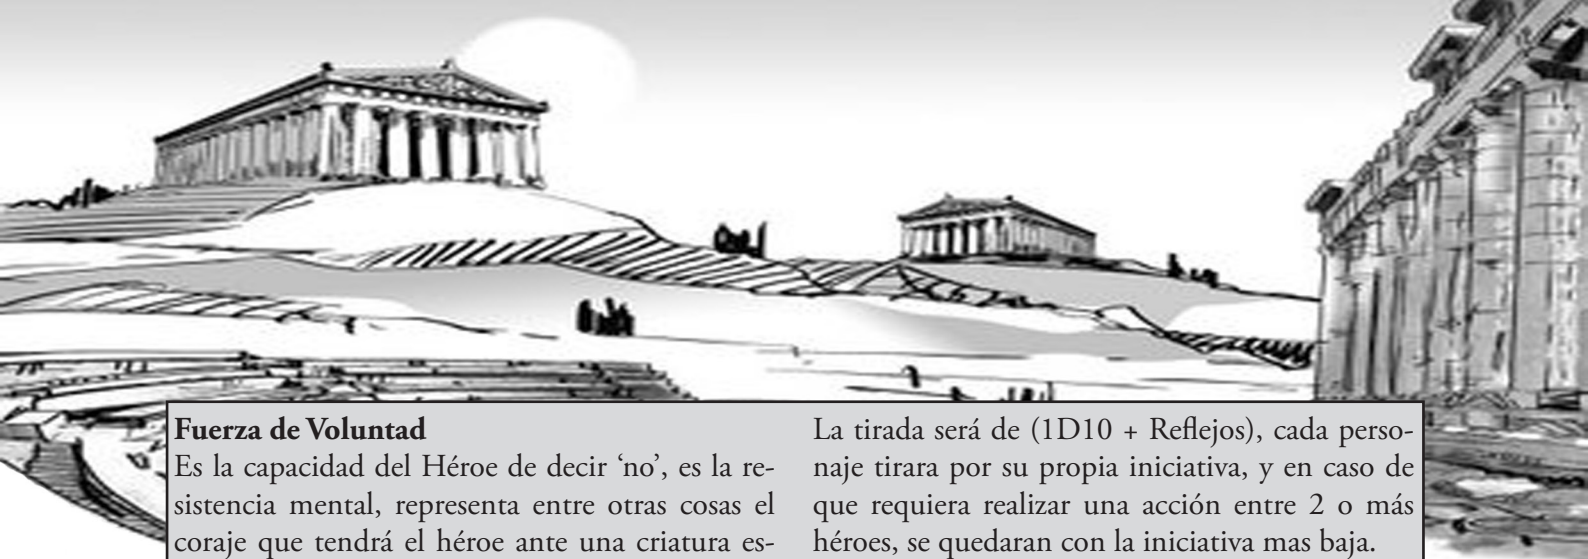 Fuerza de Voluntad
Es la capacidad del Héroe de decir ‘no’, es la re-
sistencia mental, representa entre otras cosas el
coraje que tendrá el héroe ante una criatura es-
La tirada será de (1D10 + Reflejos), cada perso-
naje tirara por su propia iniciativa, y en caso de
que requiera realizar una acción entre 2 o más
héroes, se quedaran con la iniciativa mas baja.